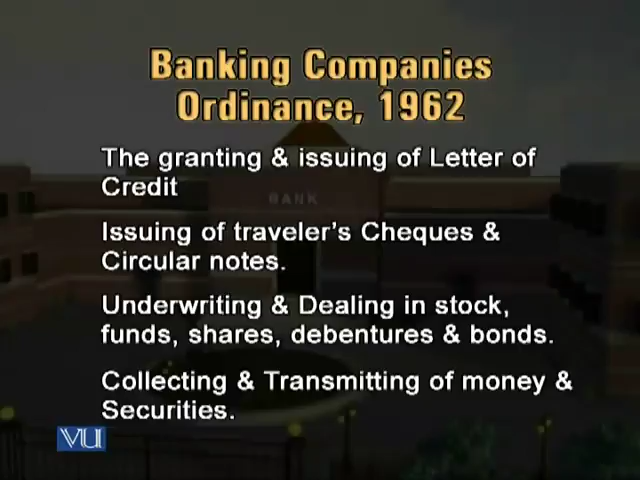 Banking Companies
Ordinance, 1962
The granting & issuing of Letter of
Credit
BANK
Issuing of traveler's Cheques &
Circular notes.
Underwriting & Dealing in stock,
funds, shares, debentures & bonds.
Collecting & Transmitting of money &
Securities.
VU